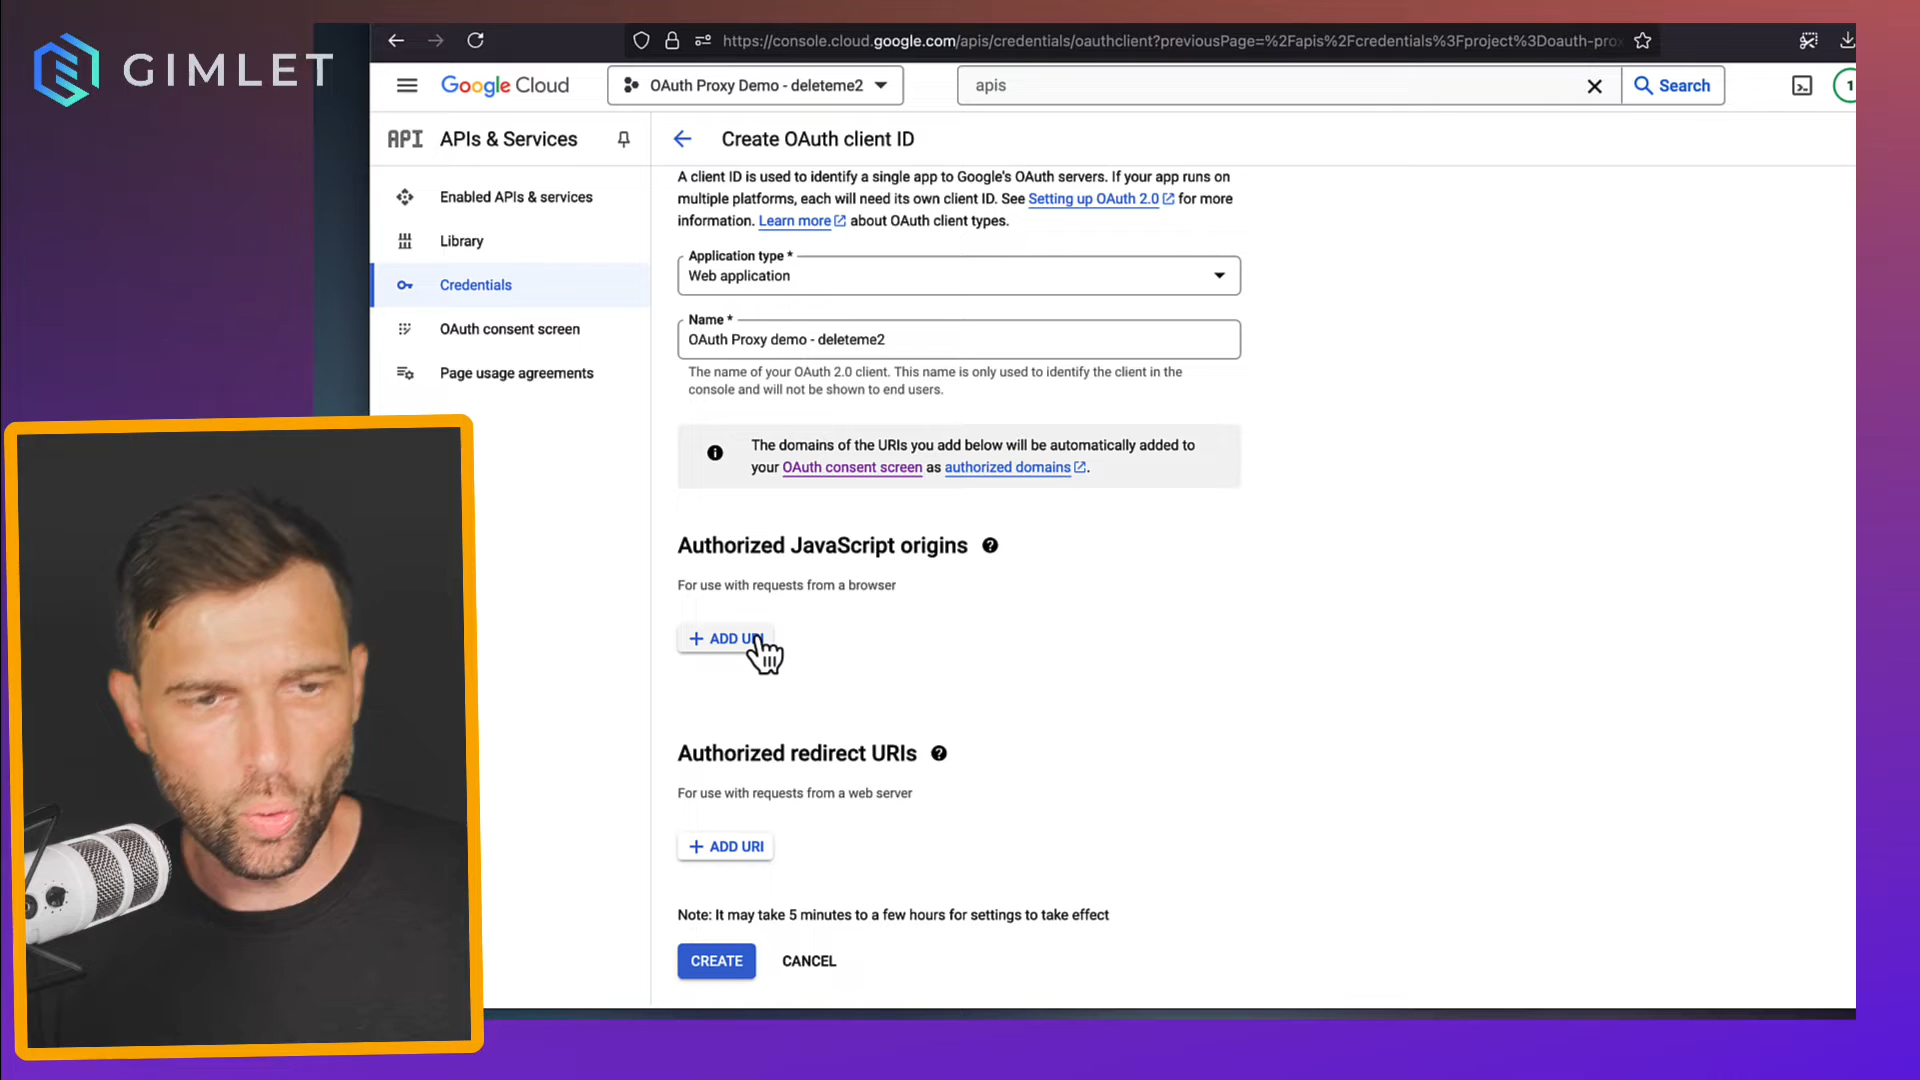 GIMLET
https://console.cloud.google.com/apis/credentials/oauthclient?previousPage=%2Fapis%2Fcredentials%3Fproject%3Doauth-prox
Google Cloud
OAuth Proxy Demo - deleteme2
apis
Search
1
API APIs & Services
Create OAuth client ID
Enabled APIs & services
Library
Credentials
OAuth consent screen
Page usage agreements
A client ID is used to identify a single app to Google's OAuth servers. If your app runs on
multiple platforms, each will need its own client ID. See Setting up OAuth 2.0 for more
information. Learn more about OAuth client types.
Application type *
Web application
Name *
OAuth Proxy demo - deleteme2
The name of your OAuth 2.0 client. This name is only used to identify the client in the
console and will not be shown to end users.
The domains of the URIs you add below will be automatically added to
your OAuth consent screen as authorized domains.
Authorized JavaScript origins
For use with requests from a browser
+ ADD URI
Authorized redirect URIs
For use with requests from a web server
+ ADD URI
Note: It may take 5 minutes to a few hours for settings to take effect
CREATE
CANCEL